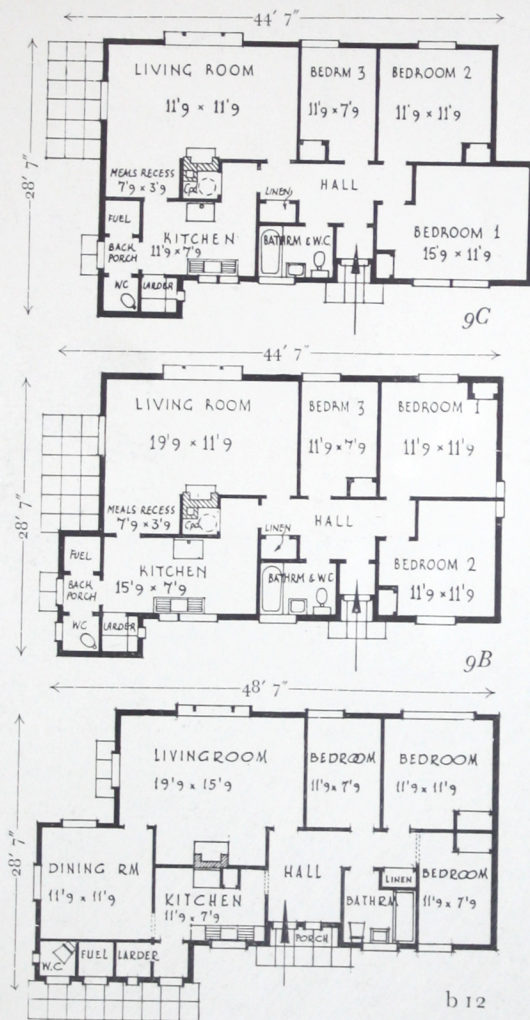 44' 7"
28' 7"
LIVING ROOM
11'9 × 11'9
BEDRM 3
11'9 × 7'9
BEDROOM 2
11'9 × 11'9
MEALS RECESS
7'9 × 3'9
Cpd
LINEN
HALL
FUEL
KITCHEN
11'9 × 7'9
BACK
PORCH
BATHRM & W.C
BEDROOM 1
15'9 × 11'9
WC
LARDER
9C
44' 7"
28' 7"
LIVING ROOM
19'9 × 11'9
BEDRM 3
11'9 × 7'9
BEDROOM 1
11'9 × 11'9
MEALS RECESS
7'9 × 3'9
Cpd
LINEN
HALL
FUEL
KITCHEN
15'9 × 7'9
BACK
PORCH
BATHRM & W.C
BEDROOM 2
11'9 × 11'9
WC
LARDER
9B
48' 7"
28' 7"
LIVINGROOM
19'9 × 15'9
BEDROOM
11'9 × 7'9
BEDROOM
11'9 × 11'9
DINING RM
11'9 × 11'9
KITCHEN
11'9 × 7'9
HALL
LINEN
BATHRM
BEDROOM
11'9 × 7'9
W.C
FUEL
LARDER
PORCH
b 12